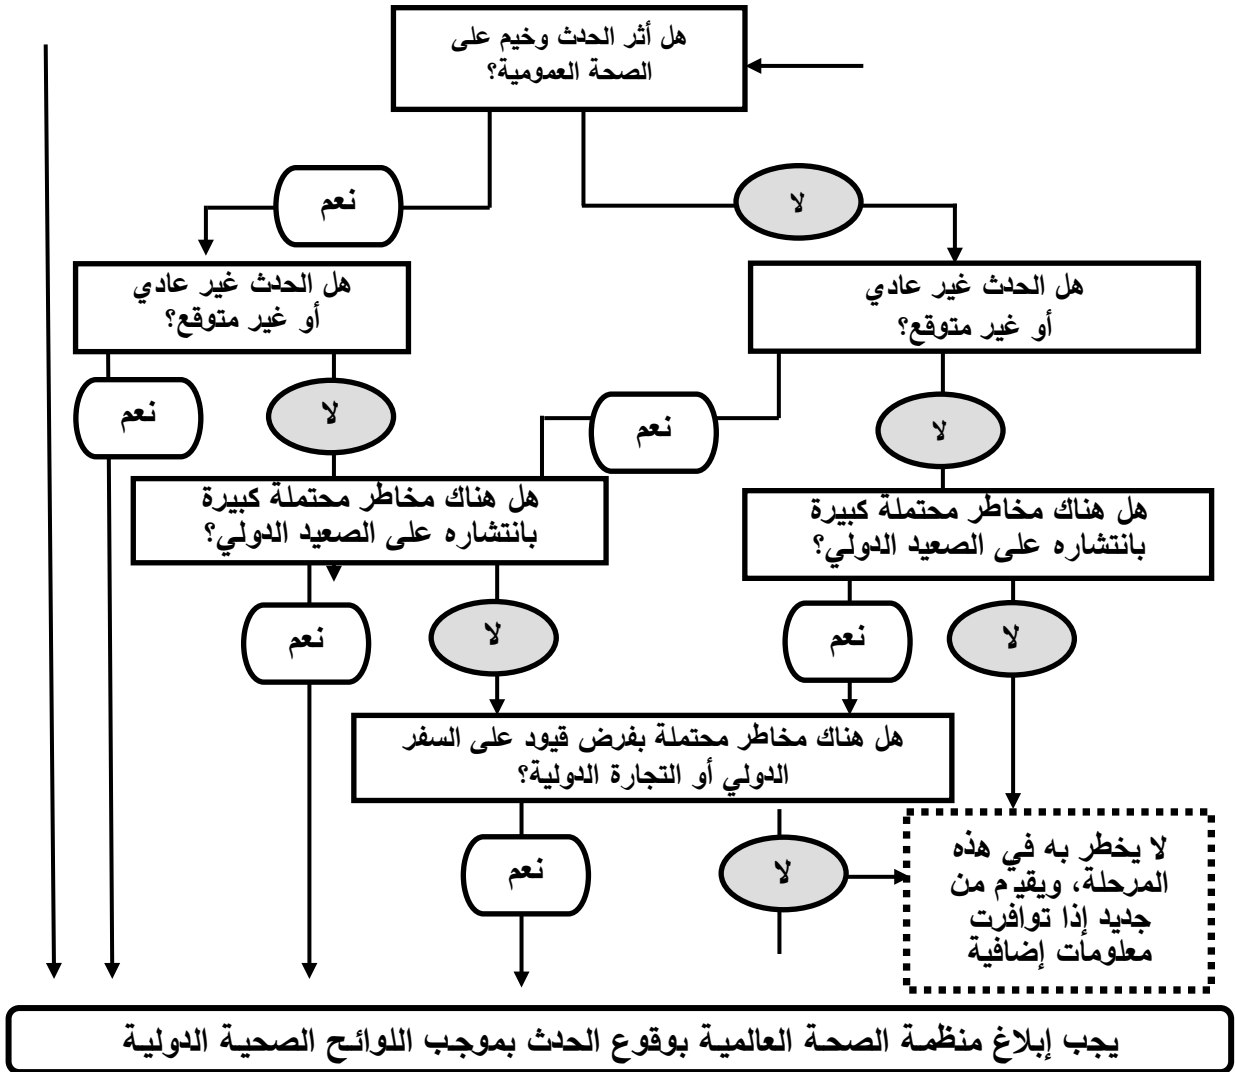 هل أثر الحدث وخيم على
الصحة العمومية؟
نعم
لا
هل الحدث غير عادي
أو غير متوقع؟
هل الحدث غير عادي
أو غير متوقع؟
نعم
لا
نعم
لا
هل هناك مخاطر محتملة كبيرة
بانتشاره على الصعيد الدولي؟
هل هناك مخاطر محتملة كبيرة
بانتشاره على الصعيد الدولي؟
نعم
لا
نعم
لا
هل هناك مخاطر محتملة بفرض قيود على السفر
الدولي أو التجارة الدولية؟
نعم
لا
لا يخطر به في هذه
المرحلة، ويقيم من
جديد إذا توافرت
معلومات إضافية
يجب إبلاغ منظمة الصحة العالمية بوقوع الحدث بموجب اللوائح الصحية الدولية